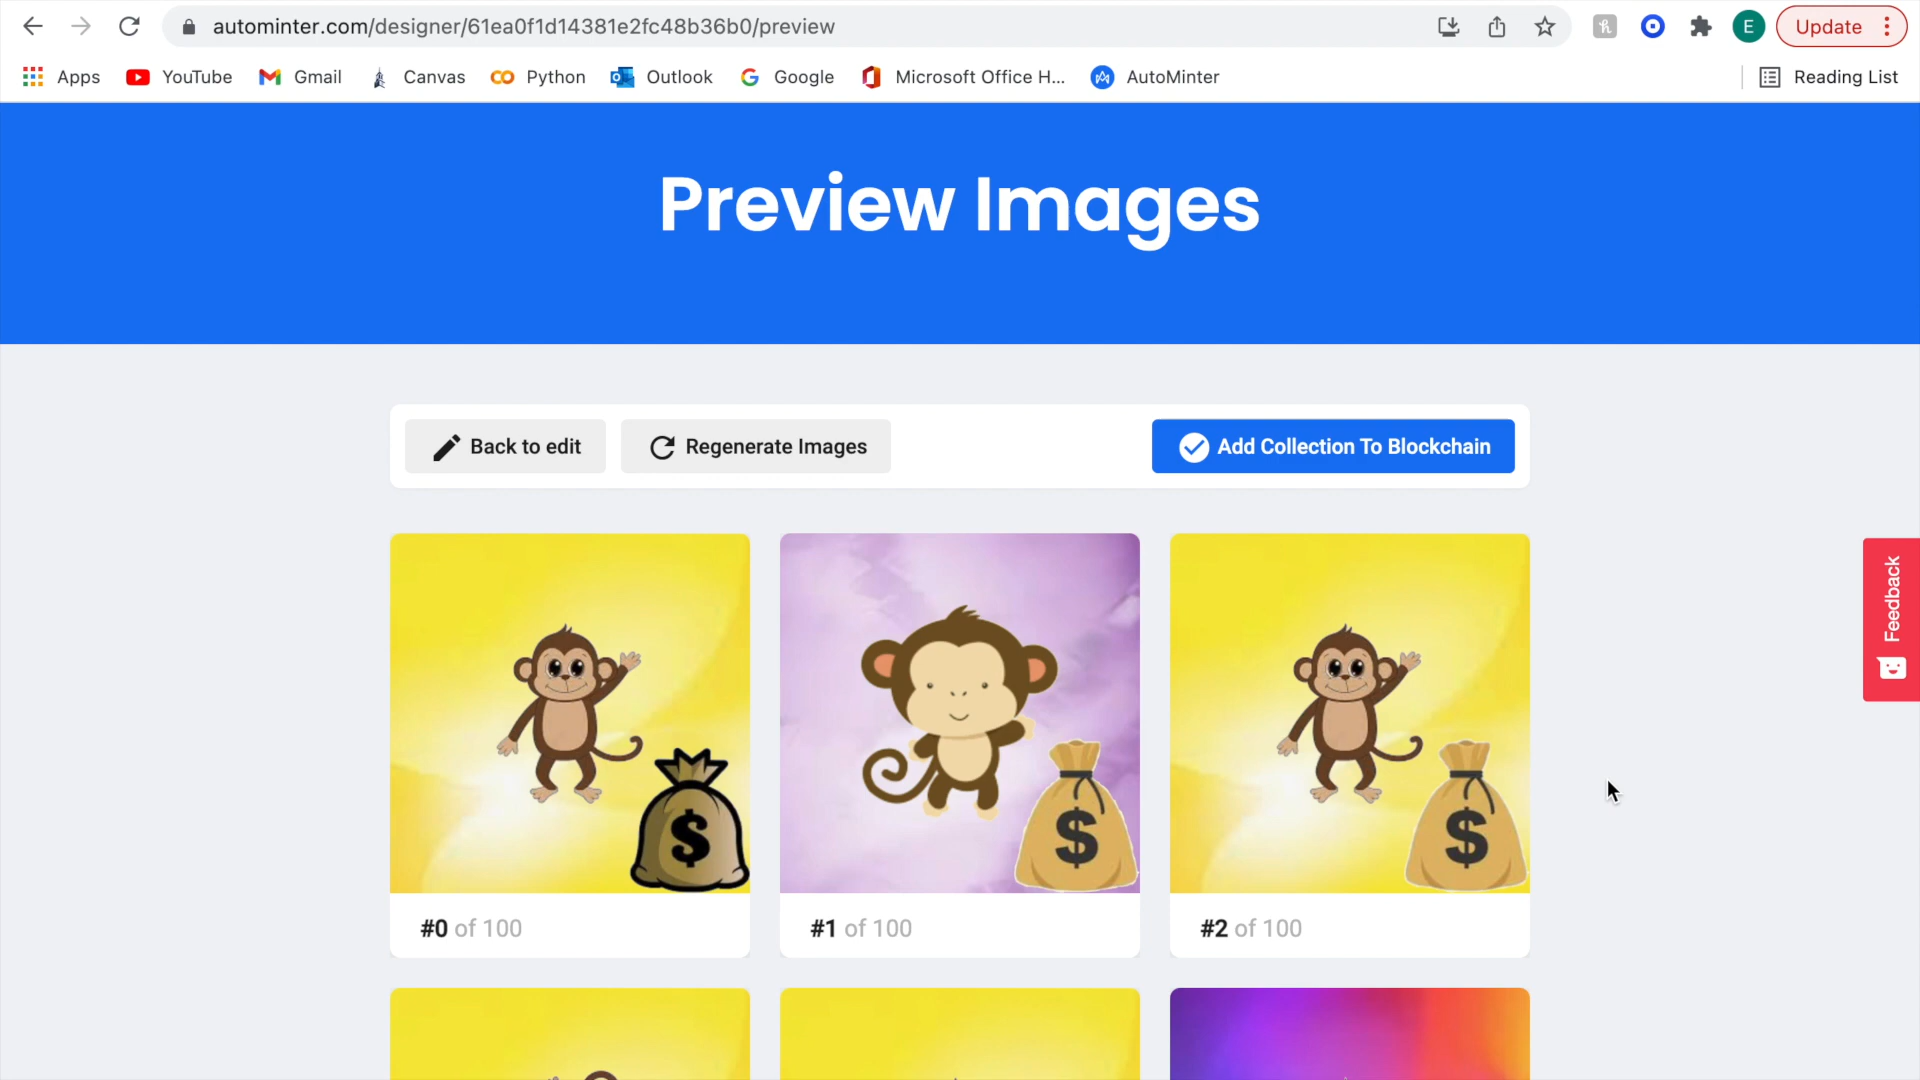 autominter.com/designer/61ea0f1d14381e2fc48b36b0/preview
E
Update
Apps YouTube Gmail Canvas Python Outlook Google Microsoft Office H... AutoMinter Reading List
Preview Images
Back to edit Regenerate Images Add Collection To Blockchain
Feedback
$ $ $
#0 of 100 #1 of 100 #2 of 100